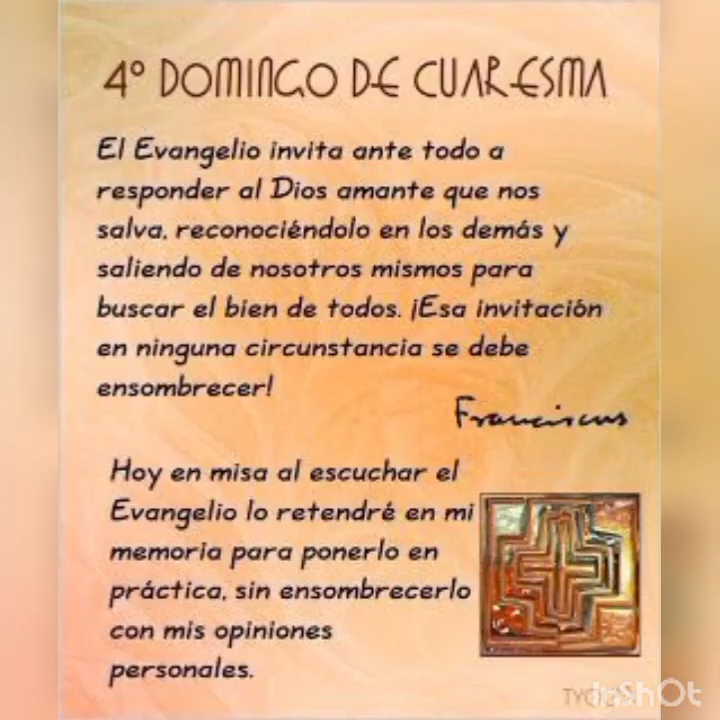 4º DOMINGO DE CUARESMA
El Evangelio invita ante todo a
responder al Dios amante que nos
salva, reconociéndolo en los demás y
saliendo de nosotros mismos para
buscar el bien de todos. ¡Esa invitación
en ninguna circunstancia se debe
ensombrecer!
Franciscus
Hoy en misa al escuchar el
Evangelio lo retendré en mi
memoria para ponerlo en
práctica, sin ensombrecerlo
con mis opiniones
personales.
InShOt